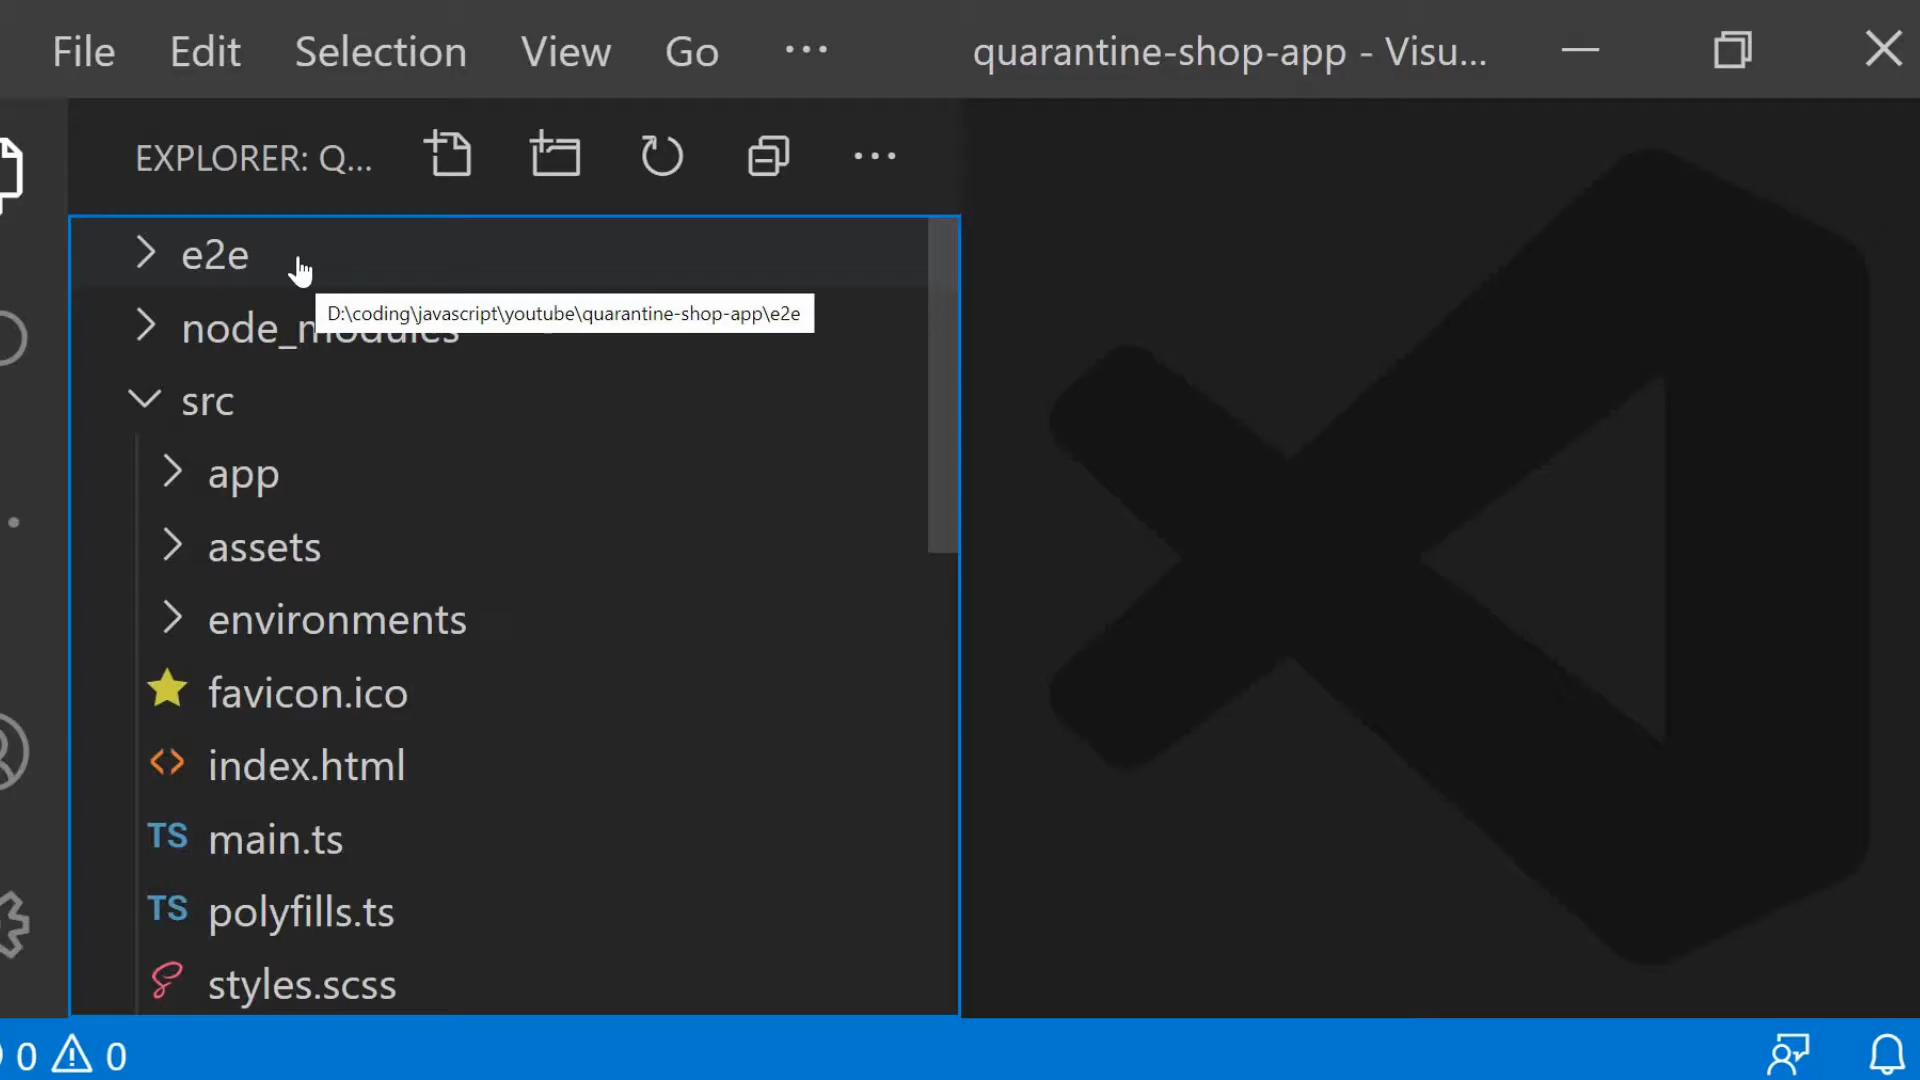 File Edit Selection View Go ··· quarantine-shop-app - Visu...
EXPLORER: Q...
e2e
D:\coding\javascript\youtube\quarantine-shop-app\e2e
node_modules
src
app
assets
environments
favicon.ico
index.html
TS main.ts
TS polyfills.ts
styles.scss
0 0